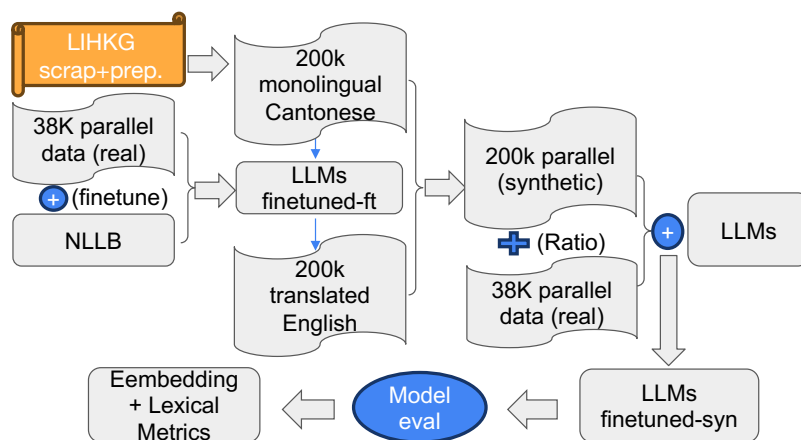 LIHKG
scrap+prep.
200k
monolingual
Cantonese
38K parallel
data (real)
+ (finetune)
NLLB
LLMs
finetuned-ft
200k
translated
English
200k parallel
(synthetic)
(Ratio)
38K parallel
data (real)
+
LLMs
LLMs
finetuned-syn
Model
eval
Eembedding
+ Lexical
Metrics